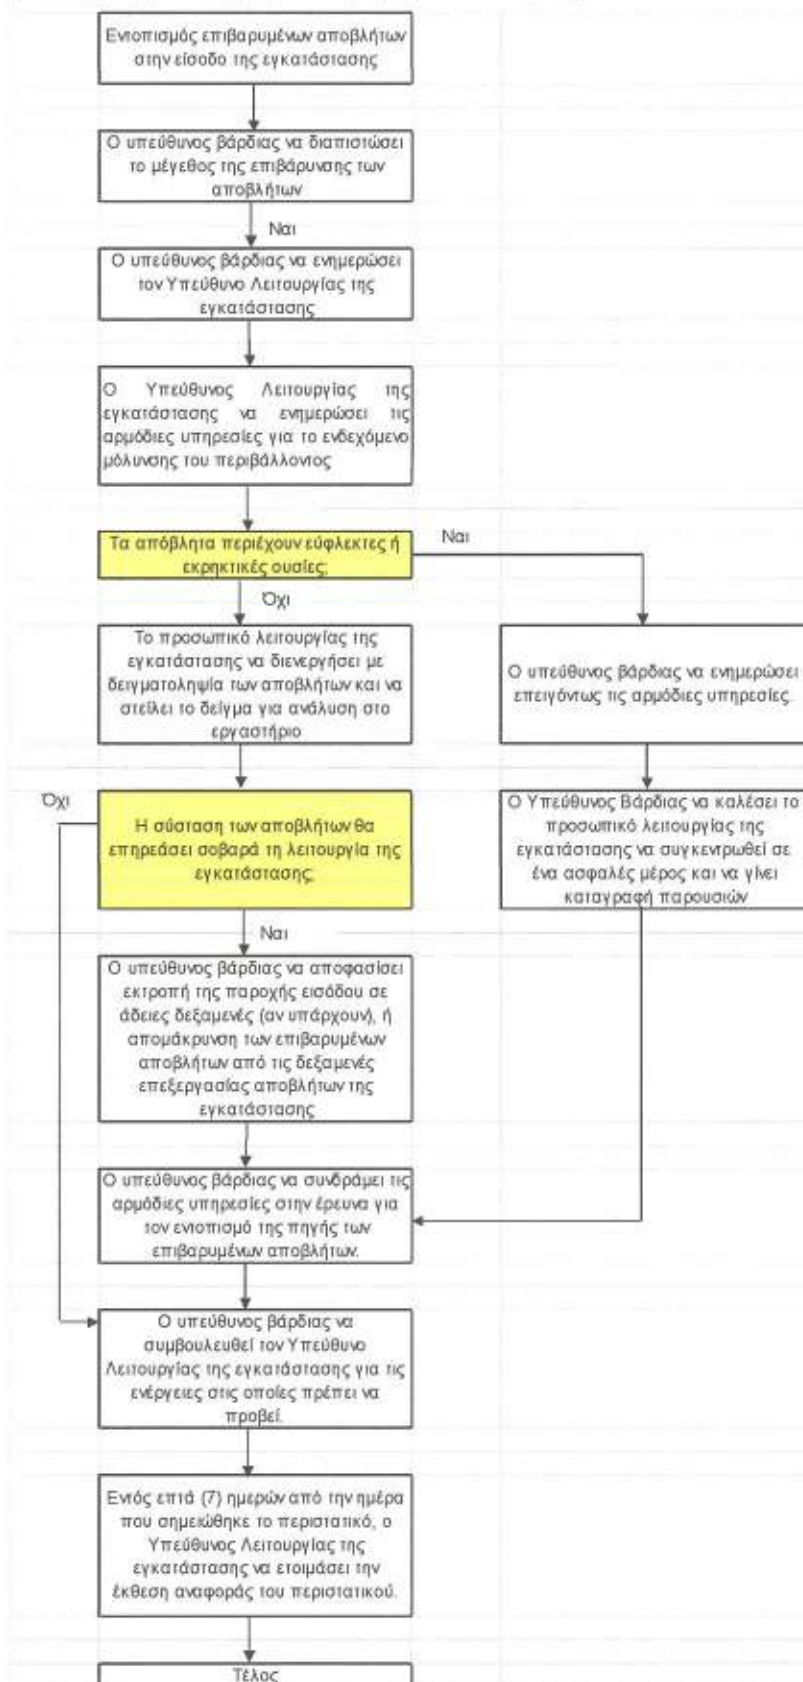 Εντοπισμός επιβαρυμένων αποβλήτων
στην είσοδο της εγκατάστασης
Ο υπεύθυνος βάρδιας να διαπιστώσει
το μέγεθος της επιβάρυνσης των
αποβλήτων
Ναι
Ο υπεύθυνος βάρδιας να ενημερώσει
τον Υπεύθυνο Λειτουργίας της
εγκατάστασης
Ο Υπεύθυνος Λειτουργίας της
εγκατάστασης να ενημερώσει τις
αρμόδιες υπηρεσίες για το ενδεχόμενο
μόλυνσης του περιβάλλοντος
Τα απόβλητα περιέχουν εύφλεκτες ή
εκρηκτικές ουσίες;
Ναι
Όχι
Το προσωπικό λειτουργίας της
εγκατάστασης να διενεργήσει με
δειγματοληψία των αποβλήτων και να
στείλει το δείγμα για ανάλυση στο
εργαστήριο
Ο υπεύθυνος βάρδιας να ενημερώσει
επειγόντως τις αρμόδιες υπηρεσίες.
Όχι
Η σύσταση των αποβλήτων θα
επηρεάσει σοβαρά τη λειτουργία της
εγκατάστασης;
Ο Υπεύθυνος Βάρδιας να καλέσει το
προσωπικό λειτουργίας της
εγκατάστασης να συγκεντρωθεί σε
ένα ασφαλές μέρος και να γίνει
καταγραφή παρουσιών
Ναι
Ο υπεύθυνος βάρδιας να αποφασίσει
εκτροπή της παροχής εισόδου σε
άδειες δεξαμενές (αν υπάρχουν), ή
απομάκρυνση των επιβαρυμένων
αποβλήτων από τις δεξαμενές
επεξεργασίας αποβλήτων της
εγκατάστασης
Ο υπεύθυνος βάρδιας να συνδράμει τις
αρμόδιες υπηρεσίες στην έρευνα για
τον εντοπισμό της πηγής των
επιβαρυμένων αποβλήτων.
Ο υπεύθυνος βάρδιας να
συμβουλευθεί τον Υπεύθυνο
Λειτουργίας της εγκατάστασης για τις
ενέργειες στις οποίες πρέπει να
προβεί.
Εντός επτά (7) ημερών από την ημέρα
που σημειώθηκε το περιστατικό, ο
Υπεύθυνος Λειτουργίας της
εγκατάστασης να ετοιμάσει την
έκθεση αναφοράς του περιστατικού.
Τέλος